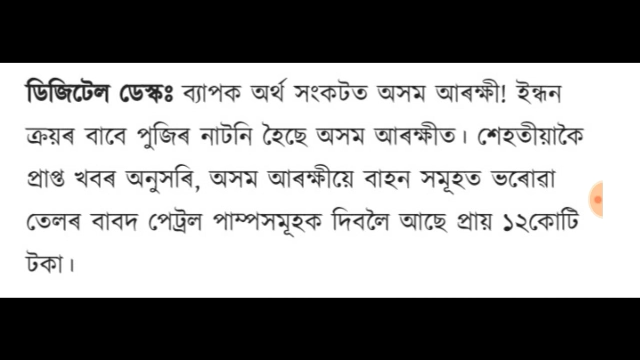 ডিজিটেল ডেস্কঃ ব্যাপক অৰ্থ সংকটত অসম আৰক্ষী! ইন্ধন
ক্ৰয়ৰ বাবে পুজিৰ নাটনি হৈছে অসম আৰক্ষীত। শেহতীয়াকৈ
প্ৰাপ্ত খবৰ অনুসৰি, অসম আৰক্ষীয়ে বাহন সমূহত ভৰোৱা
তেলৰ বাবদ পেট্ৰল পাম্পসমূহক দিবলৈ আছে প্ৰায় ১২কোটি
টকা।